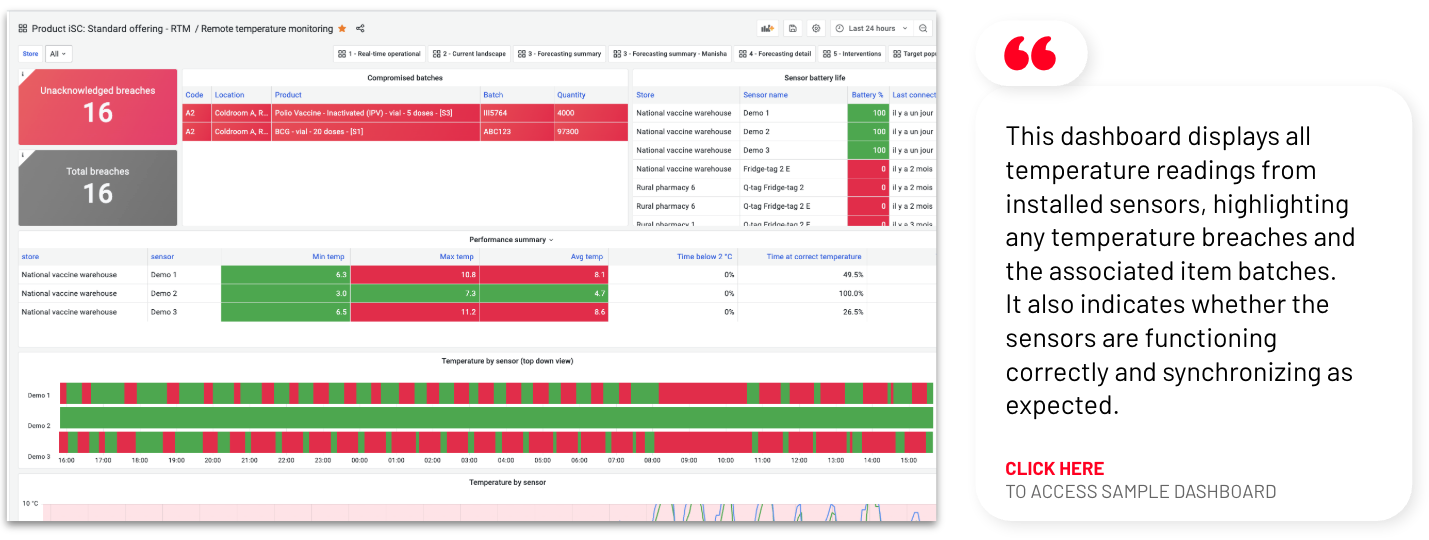 Product iSC: Standard offering - RTM / Remote temperature monitoring
Last 24 hours
Store All
1 - Real-time operational 2 - Current landscape 3 - Forecasting summary 3 - Forecasting summary - Manisha 4 - Forecasting detail 5 - Interventions Target pop
Unacknowledged breaches
16
Total breaches
16
Compromised batches
Code Location Product Batch Quantity
A2 Coldroom A, R... Polio Vaccine - Inactivated (IPV) - vial - 5 doses - [S3] III5764 4000
A2 Coldroom A, R... BCG - vial - 20 doses - [S1] ABC123 97300
Sensor battery life
Store Sensor name Battery % Last connect
National vaccine warehouse Demo 1 100 il y a un jour
National vaccine warehouse Demo 2 100 il y a un jour
National vaccine warehouse Demo 3 100 il y a un jour
National vaccine warehouse Fridge-tag 2 E 0 il y a 2 mois
Rural pharmacy 6 Q-tag Fridge-tag 2 0 il y a 2 mois
Rural pharmacy 6 Q-tag Fridge-tag 2 E 0 il y a 2 mois
Rural pharmacy 1 Q-tag Fridge-tag 2 E 0 il y a 3 mois
Performance summary
store sensor Min temp Max temp Avg temp Time below 2 °C Time at correct temperature
National vaccine warehouse Demo 1 6.3 10.8 8.1 0% 49.5%
National vaccine warehouse Demo 2 3.0 7.3 4.7 0% 100.0%
National vaccine warehouse Demo 3 6.5 11.2 8.6 0% 26.5%
Temperature by sensor (top down view)
Demo 1
Demo 2
Demo 3
16:00 17:00 18:00 19:00 20:00 21:00 22:00 23:00 00:00 01:00 02:00 03:00 04:00 05:00 06:00 07:00 08:00 09:00 10:00 11:00 12:00 13:00 14:00 15:00
Temperature by sensor
10 °C
“
This dashboard displays all
temperature readings from
installed sensors, highlighting
any temperature breaches and
the associated item batches.
It also indicates whether the
sensors are functioning
correctly and synchronizing as
expected.
CLICK HERE
TO ACCESS SAMPLE DASHBOARD